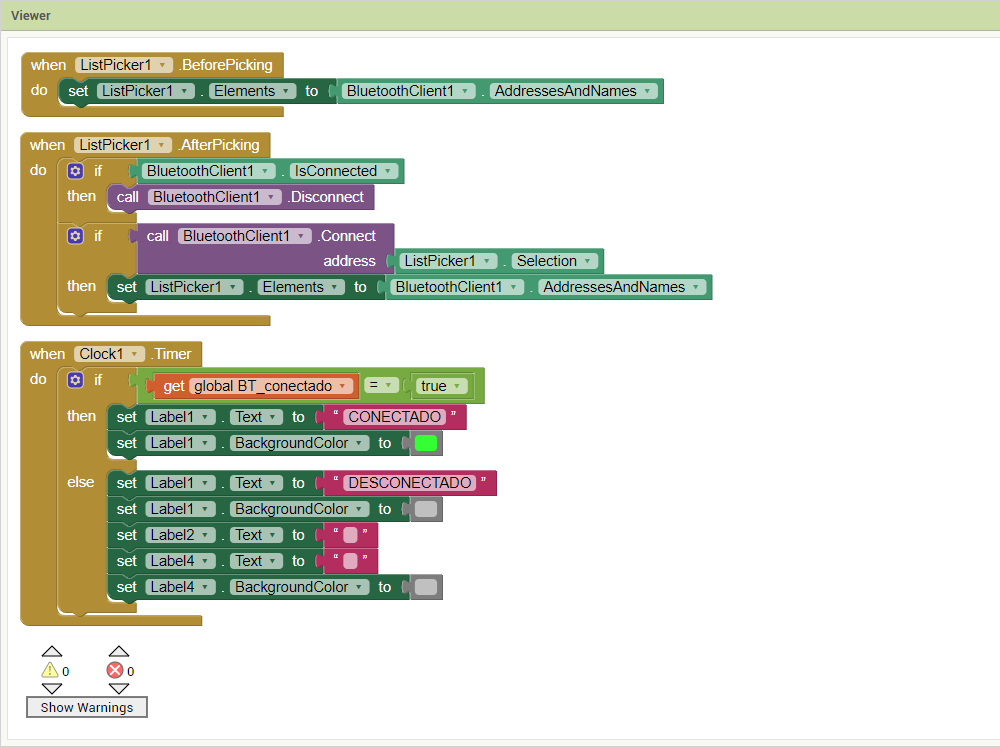 Viewer
when ListPicker1 .BeforePicking
do set ListPicker1 . Elements to BluetoothClient1 . AddressesAndNames
when ListPicker1 .AfterPicking
do if BluetoothClient1 . IsConnected
then call BluetoothClient1 .Disconnect
if call BluetoothClient1 .Connect
address ListPicker1 . Selection
then set ListPicker1 . Elements to BluetoothClient1 . AddressesAndNames
when Clock1 .Timer
do if get global BT_conectado = true
then set Label1 . Text to “ CONECTADO ”
set Label1 . BackgroundColor to
else set Label1 . Text to “ DESCONECTADO ”
set Label1 . BackgroundColor to
set Label2 . Text to “ ”
set Label4 . Text to “ ”
set Label4 . BackgroundColor to
0 0
Show Warnings